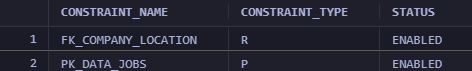 CONSTRAINT_NAME CONSTRAINT_TYPE STATUS
1 FK_COMPANY_LOCATION R ENABLED
2 PK_DATA_JOBS P ENABLED